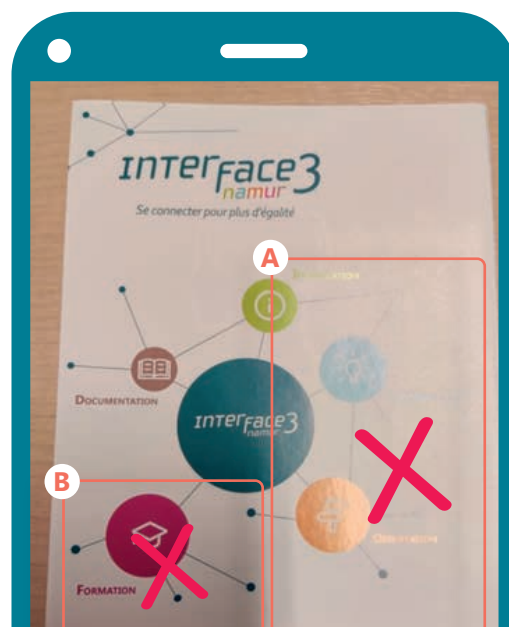 INTERFACE3
namur
Se connecter pour plus d'égalité
A
DOCUMENTATION
INTERFACE3
namur
B
FORMATION